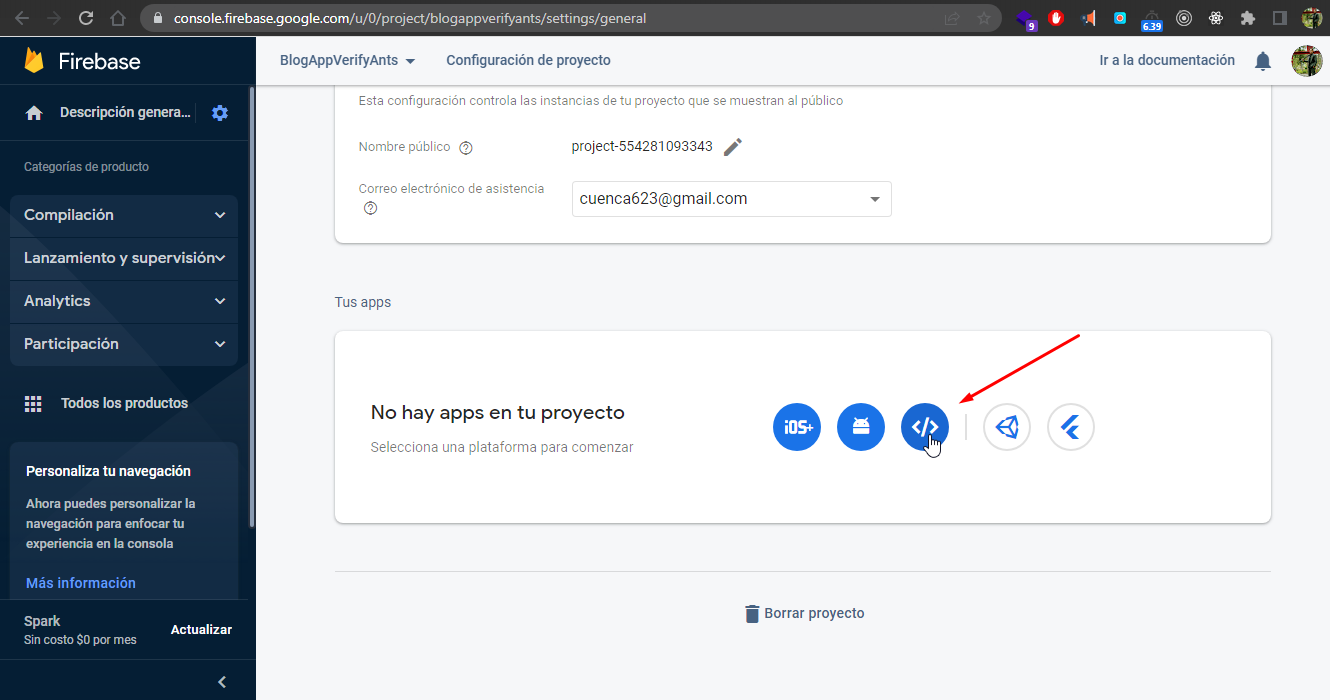 console.firebase.google.com/u/0/project/blogappverifyants/settings/general
9
6.39
Firebase
BlogAppVerifyAnts
Configuración de proyecto
Ir a la documentación
Descripción genera...
Categorías de producto
Compilación
Lanzamiento y supervisión
Analytics
Participación
Todos los productos
Personaliza tu navegación
Ahora puedes personalizar la
navegación para enfocar tu
experiencia en la consola
Más información
Spark
Sin costo $0 por mes
Actualizar
Esta configuración controla las instancias de tu proyecto que se muestran al público
Nombre público
project-554281093343
Correo electrónico de asistencia
cuenca623@gmail.com
Tus apps
No hay apps en tu proyecto
Selecciona una plataforma para comenzar
iOS+
</>
Borrar proyecto